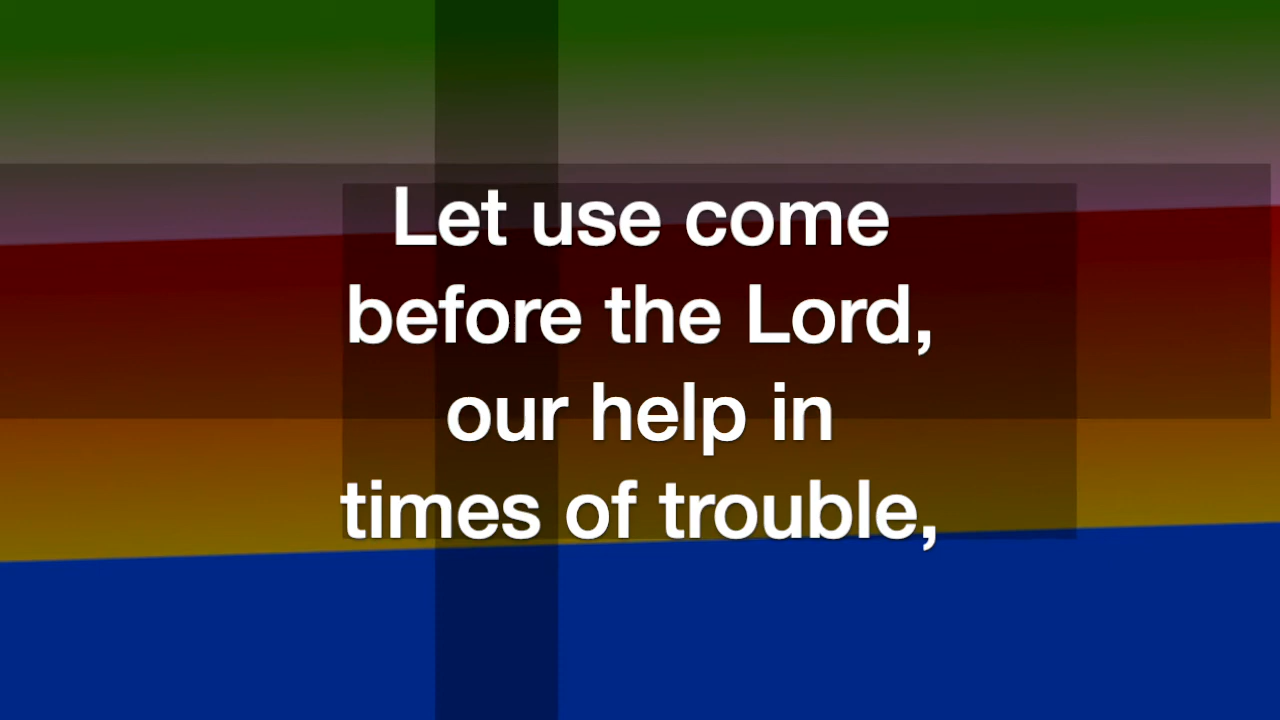 Let use come
before the Lord,
our help in
times of trouble,